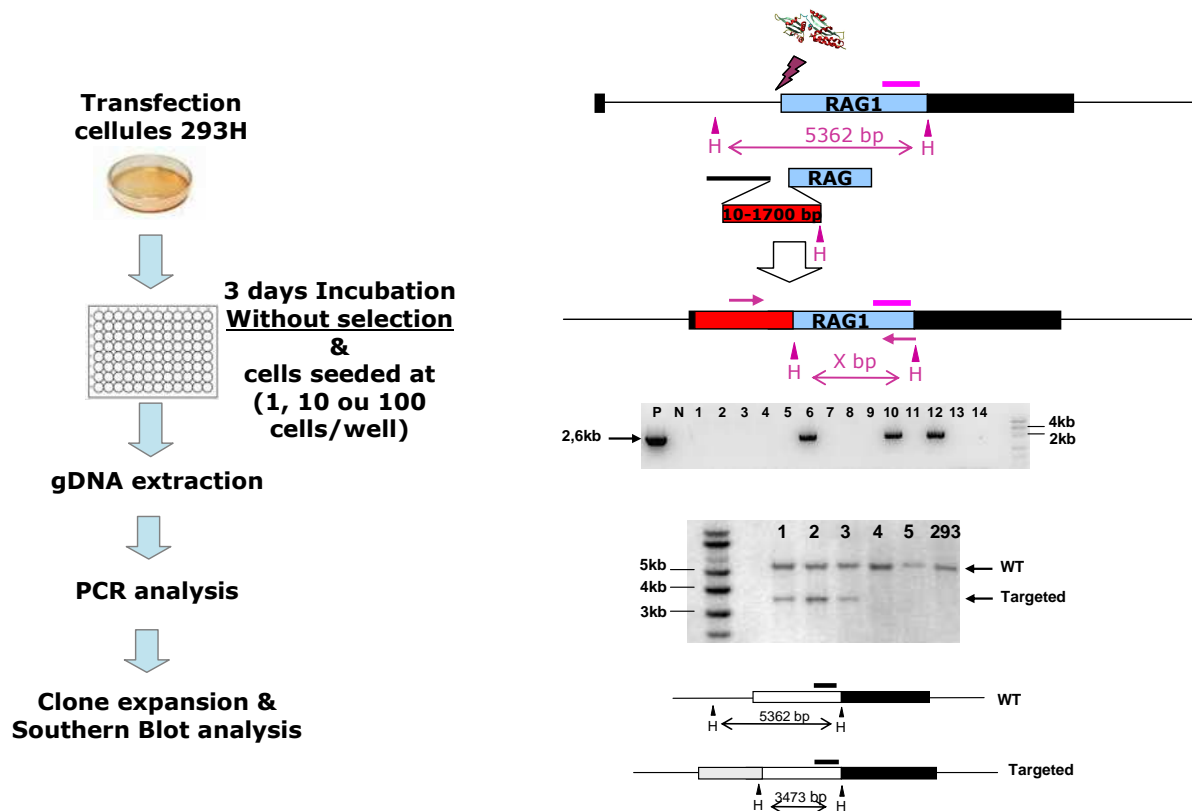 Transfection
cellules 293H
3 days Incubation
Without selection
&
cells seeded at
(1, 10 ou 100
cells/well)
gDNA extraction
PCR analysis
Clone expansion &
Southern Blot analysis
RAG1
H
5362 bp
H
RAG
10-1700 bp
H
RAG1
H
X bp
H
P N 1 2 3 4 5 6 7 8 9 10 11 12 13 14
2,6kb
4kb
2kb
1 2 3 4 5 293
5kb
4kb
3kb
WT
Targeted
WT
H
5362 bp
H
Targeted
H
3473 bp
H